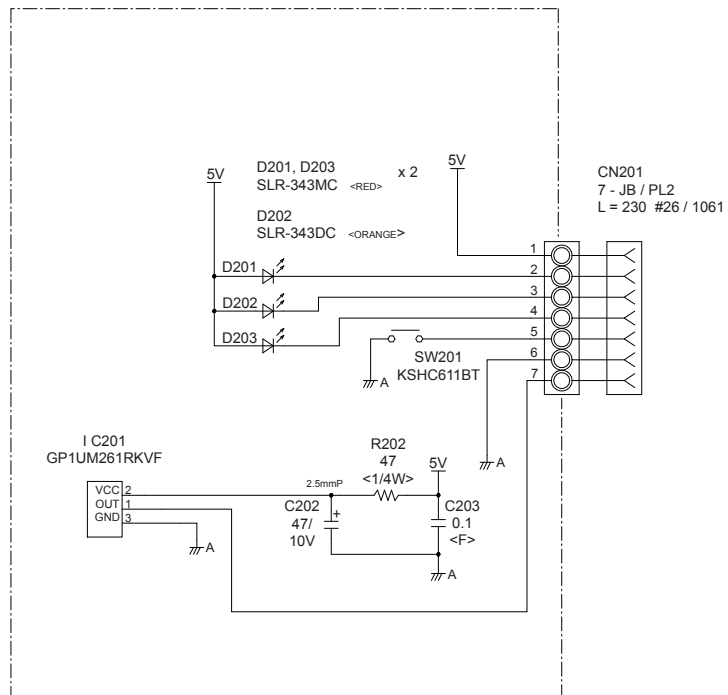 5V
D201, D203 x 2
SLR-343MC <RED>
D202
SLR-343DC <ORANGE>
5V
CN201
7 - JB / PL2
L = 230 #26 / 1061
D201
D202
D203
1
2
3
4
5
6
7
SW201
KSHC611BT
A
A
I C201
GP1UM261RKVF
VCC 2
OUT 1
GND 3
A
2.5mmP
R202
47
<1/4W>
5V
C202
47/
10V
+
C203
0.1
<F>
A